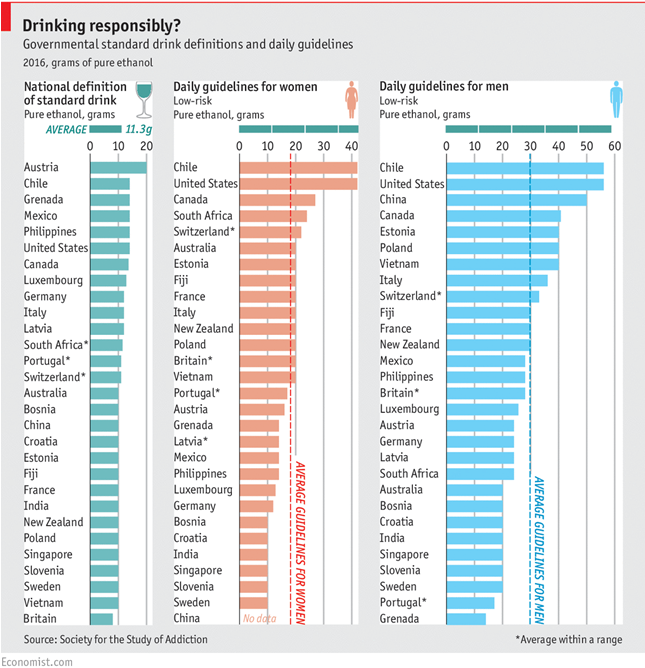 Drinking responsibly?
Governmental standard drink definitions and daily guidelines
2016, grams of pure ethanol
National definition
of standard drink
Pure ethanol, grams
AVERAGE 11.3g
0 10 20
Austria
Chile
Grenada
Mexico
Philippines
United States
Canada
Luxembourg
Germany
Italy
Latvia
South Africa*
Portugal*
Switzerland*
Australia
Bosnia
China
Croatia
Estonia
Fiji
France
India
New Zealand
Poland
Singapore
Slovenia
Sweden
Vietnam
Britain
Daily guidelines for women
Low-risk
Pure ethanol, grams
0 10 20 30 40
Chile
United States
Canada
South Africa
Switzerland*
Australia
Estonia
Fiji
France
Italy
New Zealand
Poland
Britain*
Vietnam
Portugal*
Austria
Grenada
Latvia*
Mexico
Philippines
Luxembourg
Germany
Bosnia
Croatia
India
Singapore
Slovenia
Sweden
China
No data
AVERAGE GUIDELINES FOR WOMEN
Daily guidelines for men
Low-risk
Pure ethanol, grams
0 10 20 30 40 50 60
Chile
United States
China
Canada
Estonia
Poland
Vietnam
Italy
Switzerland*
Fiji
France
New Zealand
Mexico
Philippines
Britain*
Luxembourg
Austria
Germany
Latvia
South Africa
Australia
Bosnia
Croatia
India
Singapore
Slovenia
Sweden
Portugal*
Grenada
AVERAGE GUIDELINES FOR MEN
Source: Society for the Study of Addiction
*Average within a range
Economist.com